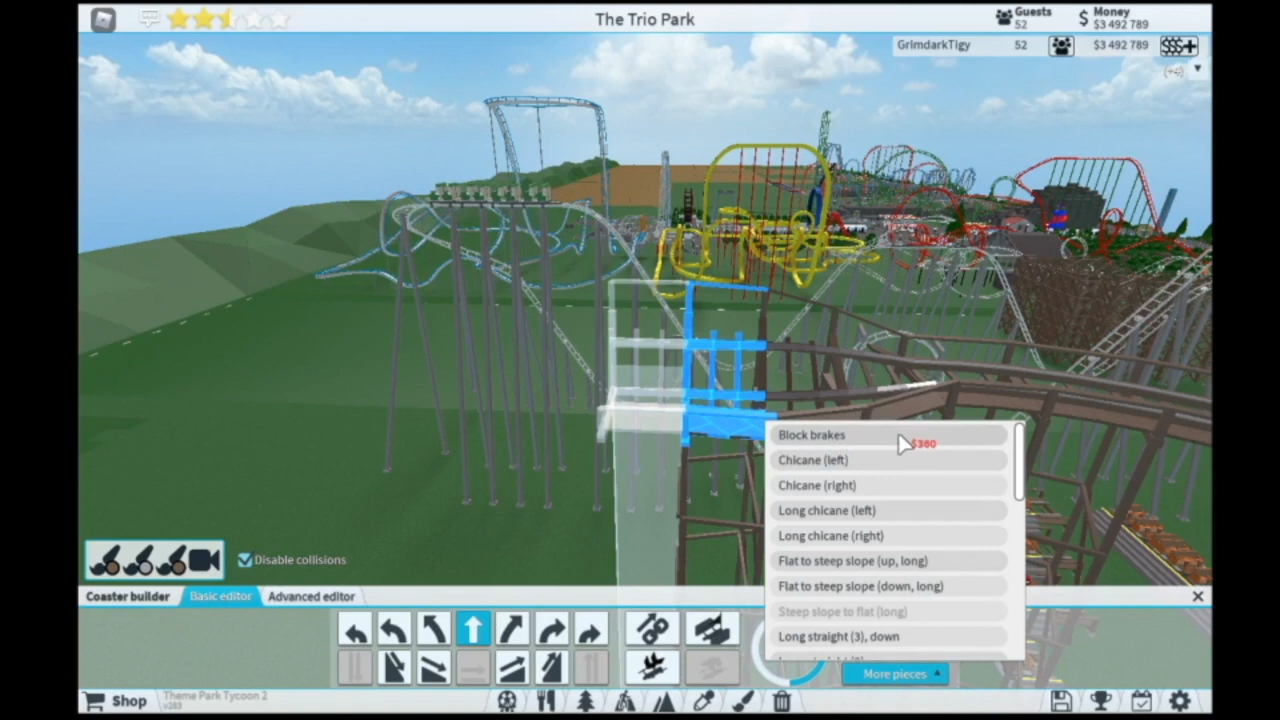 The Trio Park
Guests
52
Money
$3 492 789
GrimdarkTigy 52 $3 492 789
(+4)
Block brakes
$360
Chicane (left)
Chicane (right)
Long chicane (left)
Long chicane (right)
Flat to steep slope (up, long)
Flat to steep slope (down, long)
Steep slope to flat (long)
Long straight (3), down
More pieces
Disable collisions
Coaster builder
Basic editor
Advanced editor
Shop
Theme Park Tycoon 2
v283